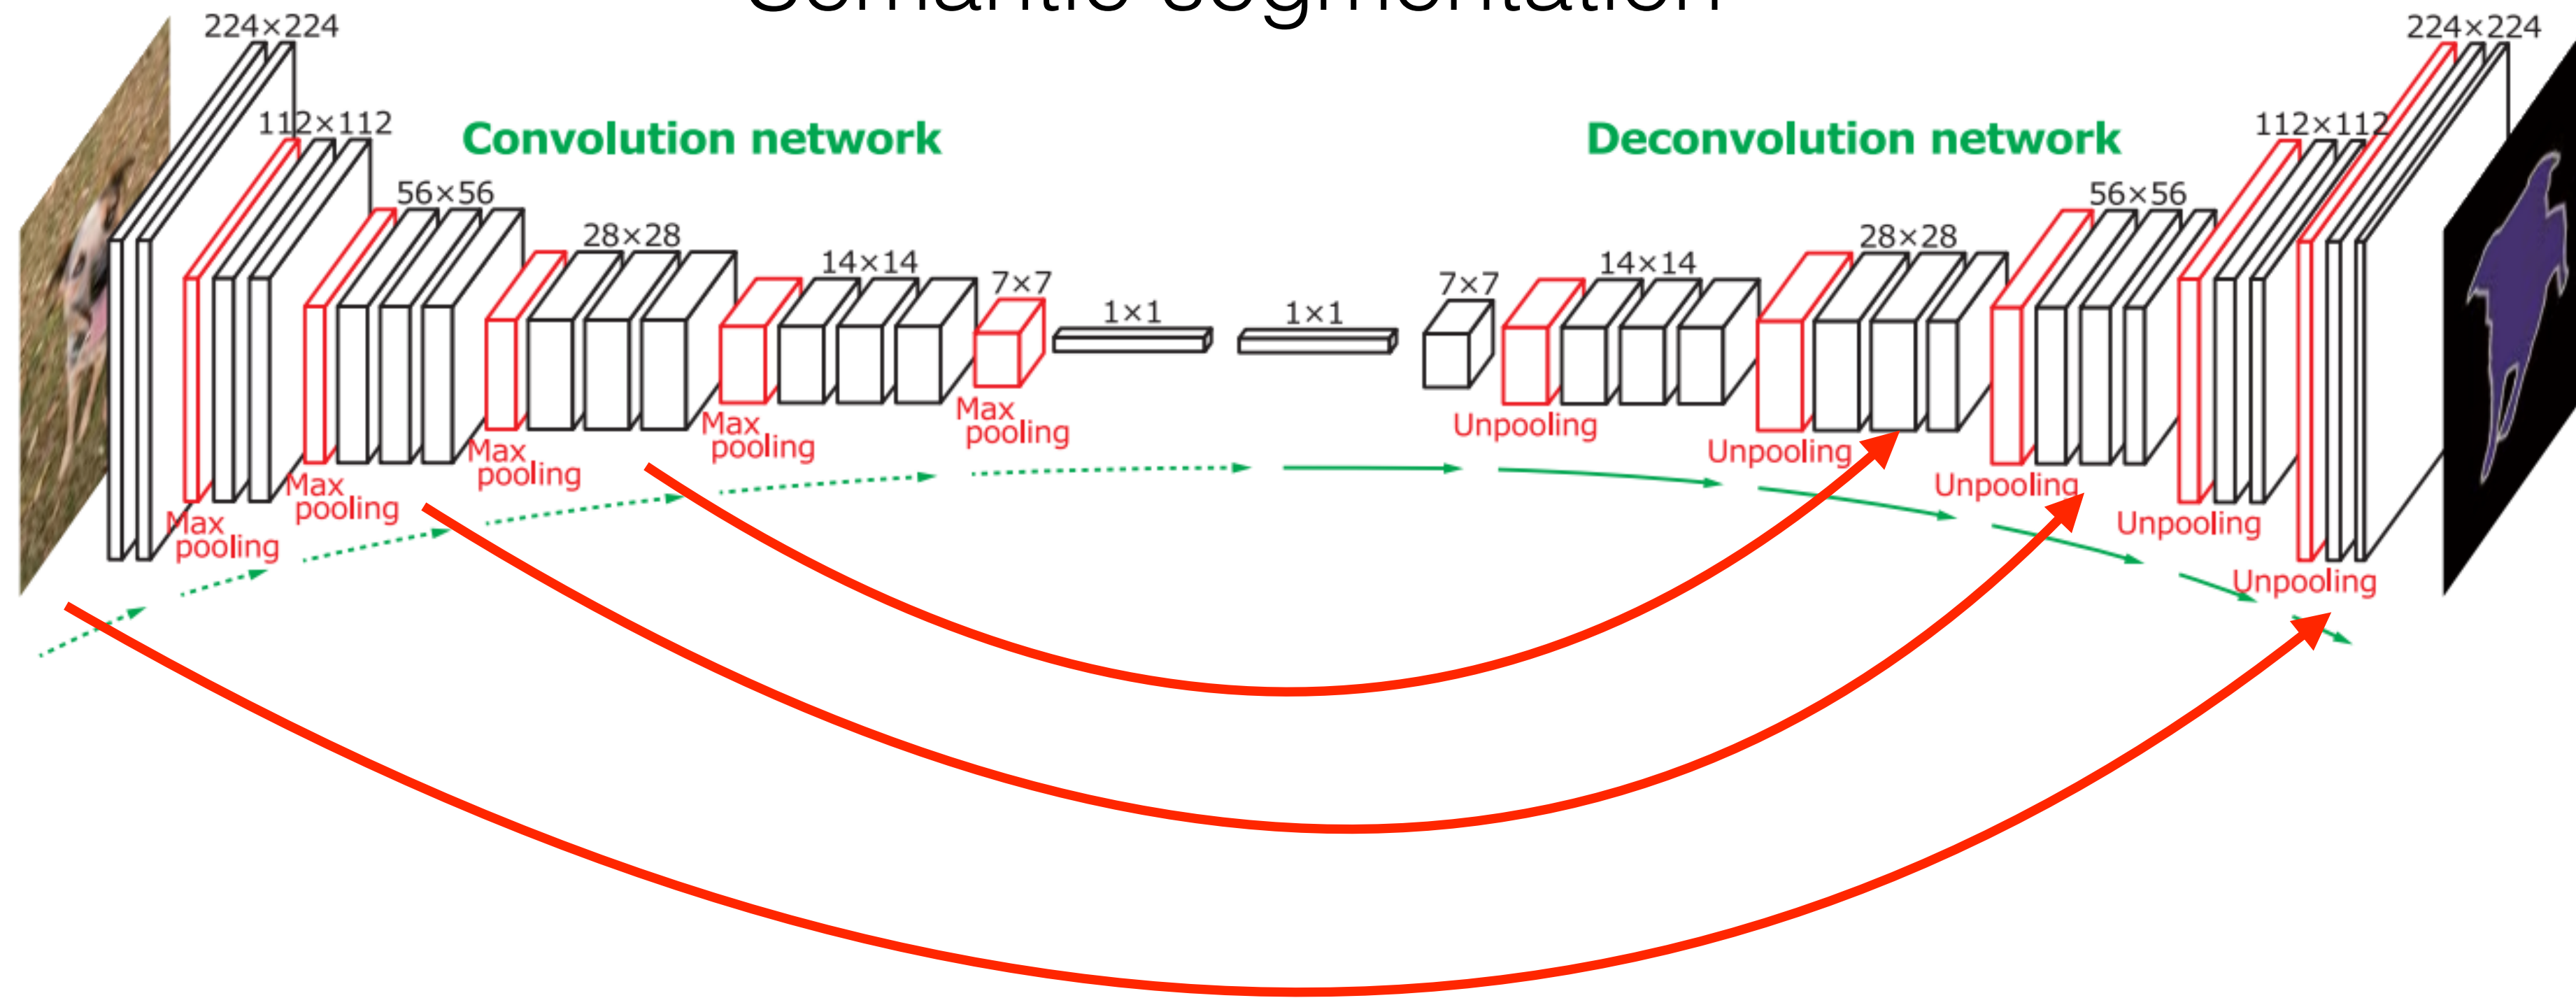 Semantic segmentation
224×224
112×112
Convolution network
56×56
28×28
14×14
7×7
1×1
1×1
7×7
14×14
28×28
Deconvolution network
56×56
112×112
224×224
Max
pooling
Max
pooling
Max
pooling
Max
pooling
Max
pooling
Unpooling
Unpooling
Unpooling
Unpooling
Unpooling